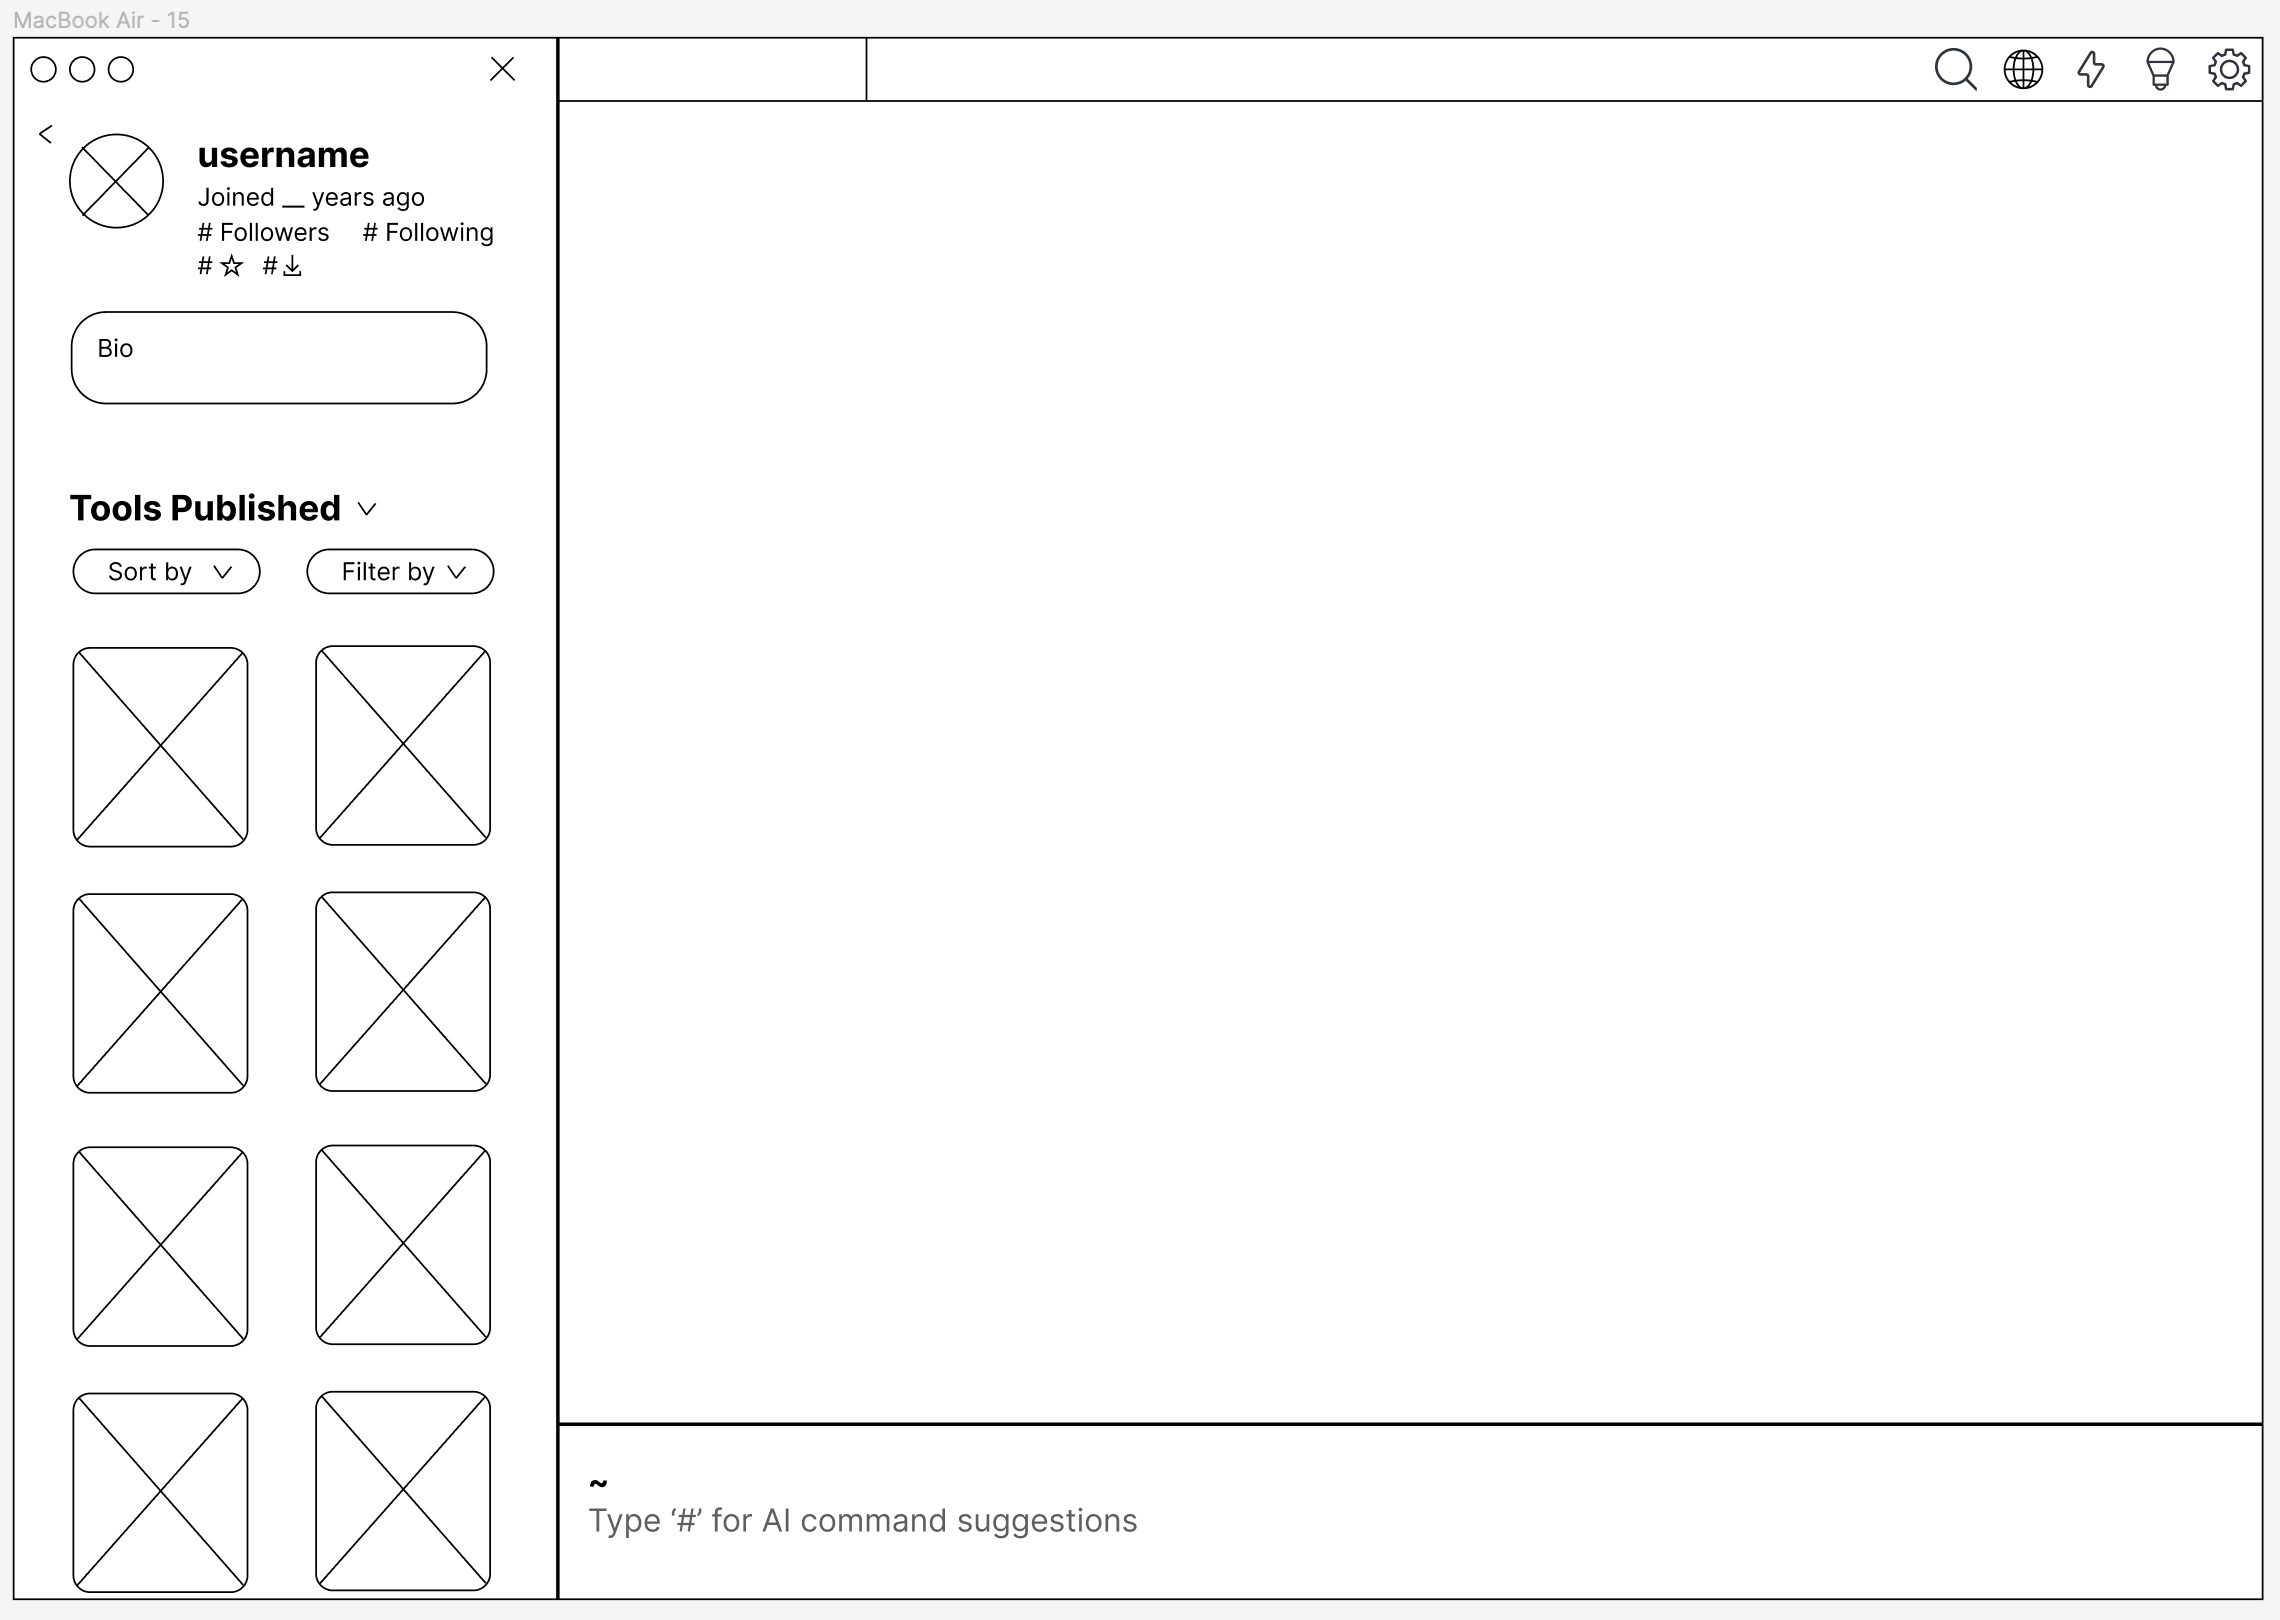 MacBook Air - 15
username
Joined __ years ago
# Followers # Following
# #
Bio
Tools Published
Sort by
Filter by
~
Type ‘#’ for AI command suggestions